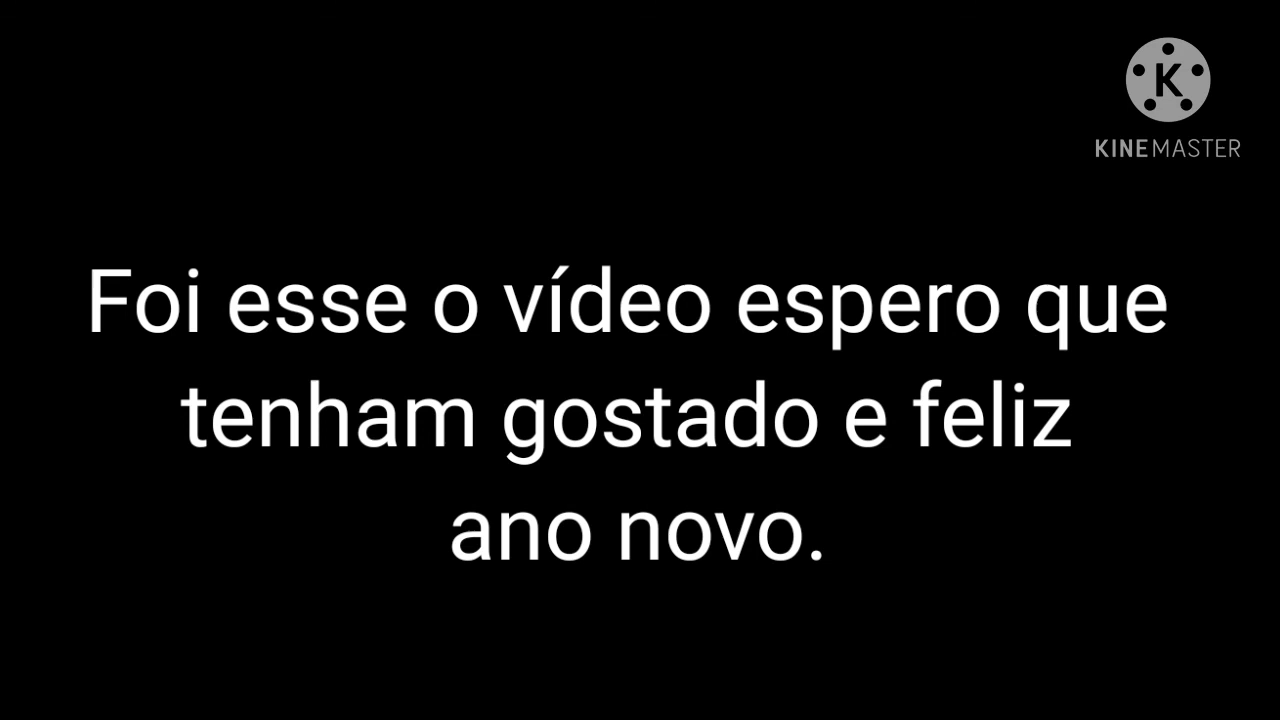 K
KINEMASTER
Foi esse o vídeo espero que
tenham gostado e feliz
ano novo.